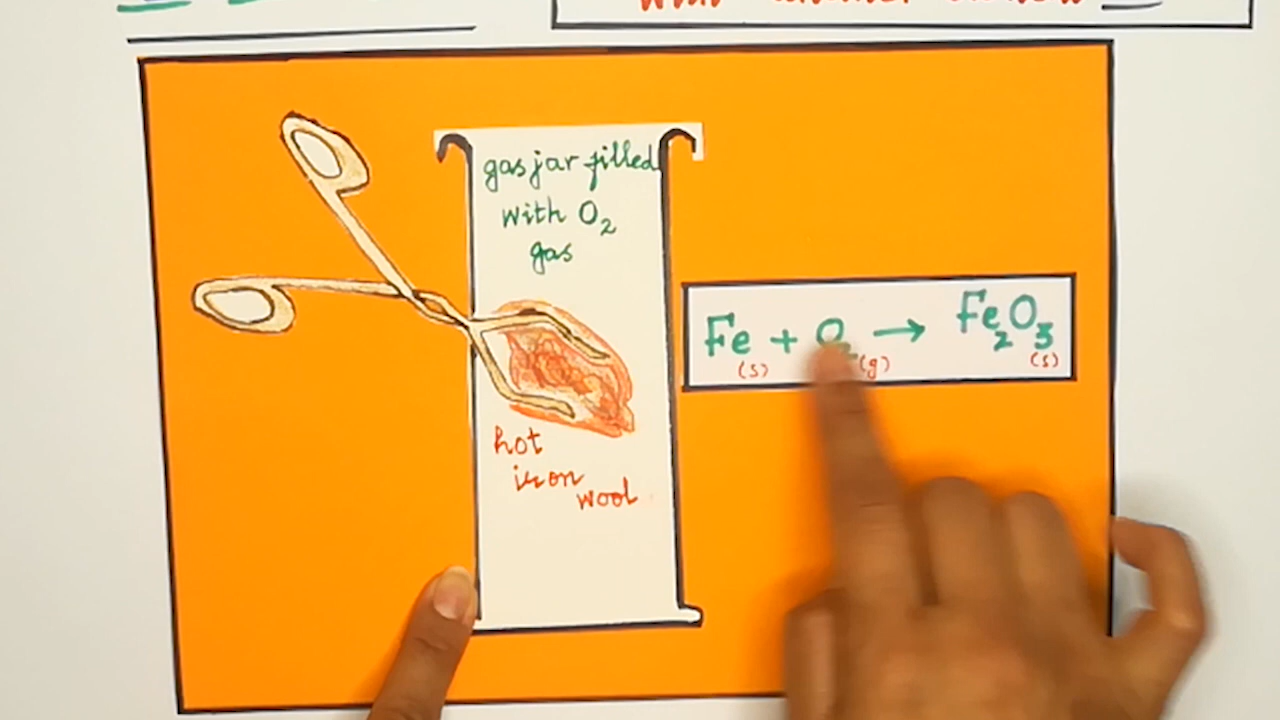 gas jar filled
with O₂
gas
hot
iron
wool
Fe + O₂ → Fe₂O₃
(s) (g) (s)